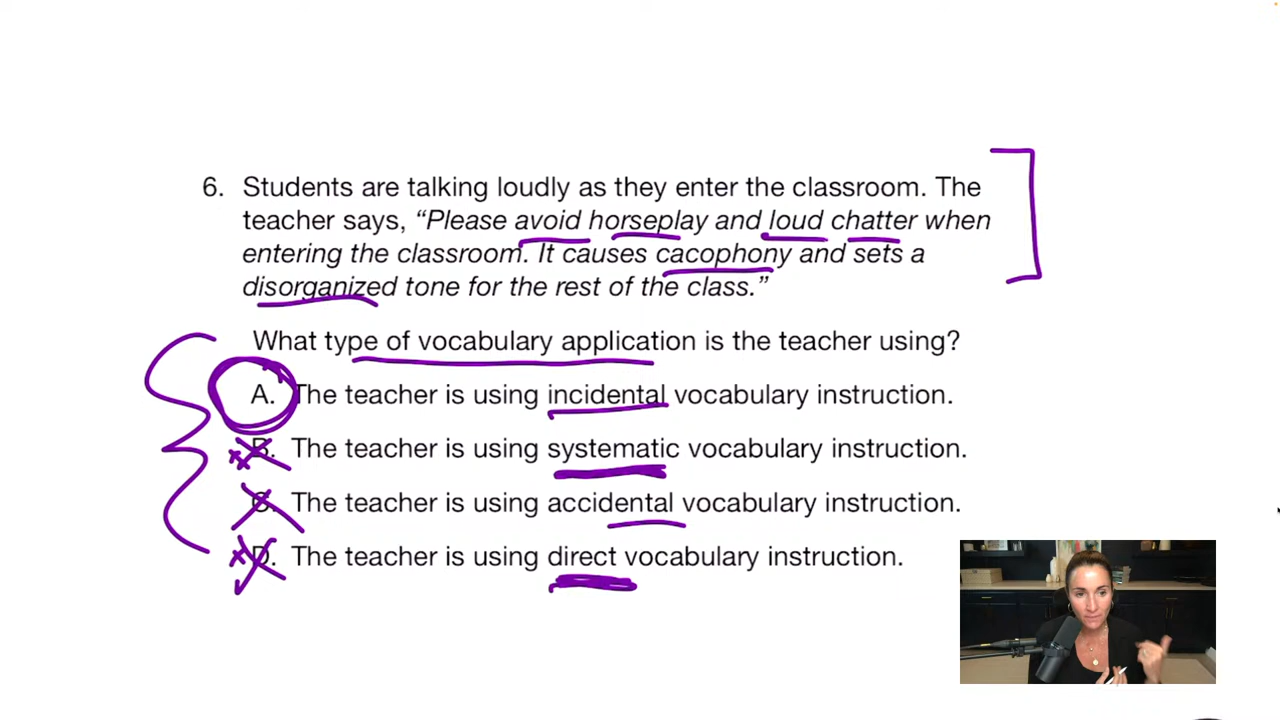 6. Students are talking loudly as they enter the classroom. The
teacher says, “Please avoid horseplay and loud chatter when
entering the classroom. It causes cacophony and sets a
disorganized tone for the rest of the class.”
What type of vocabulary application is the teacher using?
A. The teacher is using incidental vocabulary instruction.
B. The teacher is using systematic vocabulary instruction.
C. The teacher is using accidental vocabulary instruction.
D. The teacher is using direct vocabulary instruction.